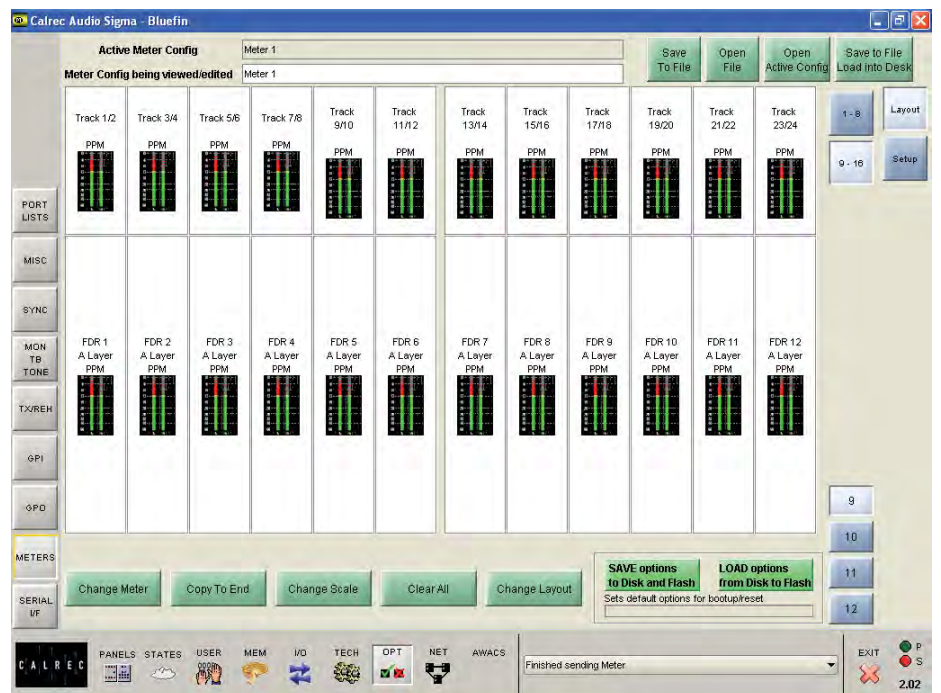 Calrec Audio Sigma - Bluefin
Active Meter Config
Meter 1
Meter Config being viewed/edited
Meter 1
Save
To File
Open
File
Open
Active Config
Save to File
Load into Desk
Track 1/2
Track 3/4
Track 5/6
Track 7/8
Track
9/10
Track
11/12
Track
13/14
Track
15/16
Track
17/18
Track
19/20
Track
21/22
Track
23/24
PPM
PPM
PPM
PPM
PPM
PPM
PPM
PPM
PPM
PPM
PPM
PPM
1 - 8
Layout
9 - 16
Setup
PORT
LISTS
MISC
SYNC
MON
TB
TONE
TX/REH
GPI
GPO
METERS
SERIAL
I/F
FDR 1
A Layer
PPM
FDR 2
A Layer
PPM
FDR 3
A Layer
PPM
FDR 4
A Layer
PPM
FDR 5
A Layer
PPM
FDR 6
A Layer
PPM
FDR 7
A Layer
PPM
FDR 8
A Layer
PPM
FDR 9
A Layer
PPM
FDR 10
A Layer
PPM
FDR 11
A Layer
PPM
FDR 12
A Layer
PPM
9
10
11
12
Change Meter
Copy To End
Change Scale
Clear All
Change Layout
SAVE options
to Disk and Flash
LOAD options
from Disk to Flash
Sets default options for bootup/reset
CALREC
PANELS
STATES
USER
MEM
I/O
TECH
OPT
NET
AWACS
Finished sending Meter
EXIT
P
S
2.02